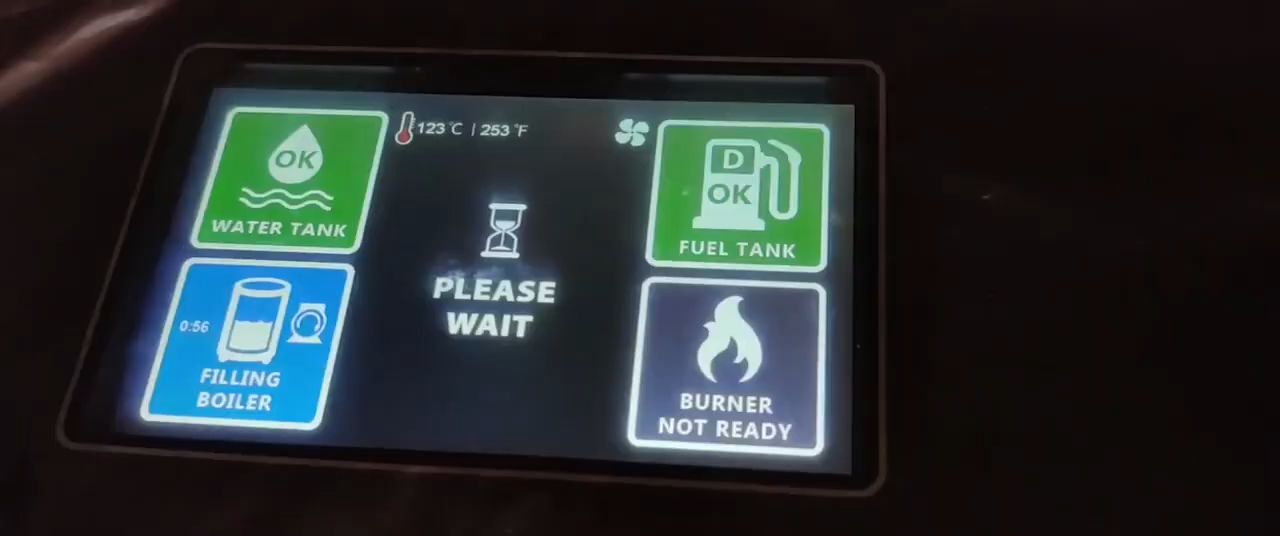 OK
WATER TANK
123 °C | 253 °F
D
OK
FUEL TANK
PLEASE
WAIT
0:56
FILLING
BOILER
BURNER
NOT READY